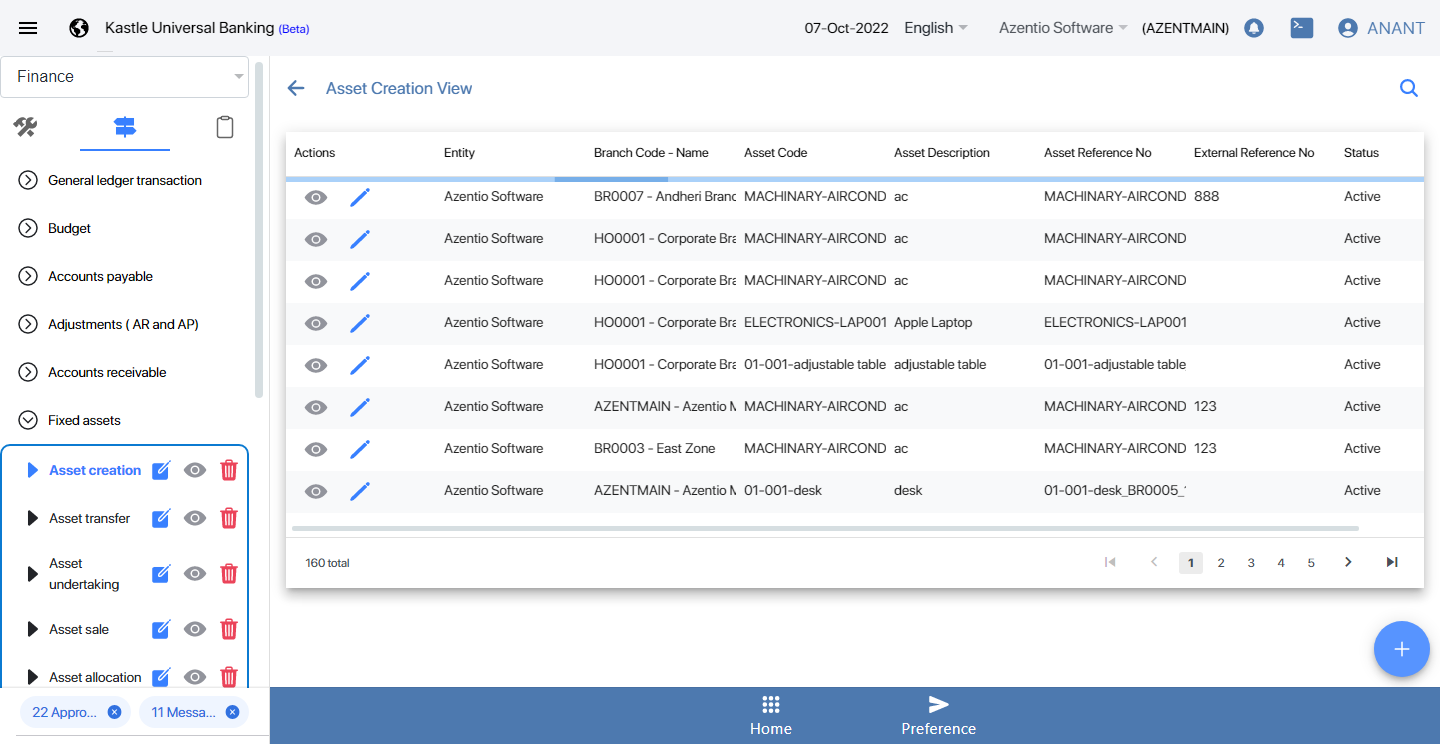 Kastle Universal Banking (Beta)
07-Oct-2022 English Azentio Software (AZENTMAIN) ANANT
Finance
General ledger transaction
Budget
Accounts payable
Adjustments ( AR and AP)
Accounts receivable
Fixed assets
Asset creation
Asset transfer
Asset
undertaking
Asset sale
Asset allocation
22 Appro... 11 Messa...
Asset Creation View
Actions Entity Branch Code - Name Asset Code Asset Description Asset Reference No External Reference No Status
Azentio Software BR0007 - Andheri Branc MACHINARY-AIRCOND ac MACHINARY-AIRCOND 888 Active
Azentio Software HO0001 - Corporate Bra MACHINARY-AIRCOND ac MACHINARY-AIRCOND Active
Azentio Software HO0001 - Corporate Bra MACHINARY-AIRCOND ac MACHINARY-AIRCOND Active
Azentio Software HO0001 - Corporate Bra ELECTRONICS-LAP001 Apple Laptop ELECTRONICS-LAP001 Active
Azentio Software HO0001 - Corporate Bra 01-001-adjustable table adjustable table 01-001-adjustable table Active
Azentio Software AZENTMAIN - Azentio M MACHINARY-AIRCOND ac MACHINARY-AIRCOND 123 Active
Azentio Software BR0003 - East Zone MACHINARY-AIRCOND ac MACHINARY-AIRCOND 123 Active
Azentio Software AZENTMAIN - Azentio M 01-001-desk desk 01-001-desk_BR0005_ Active
160 total 1 2 3 4 5
Home Preference